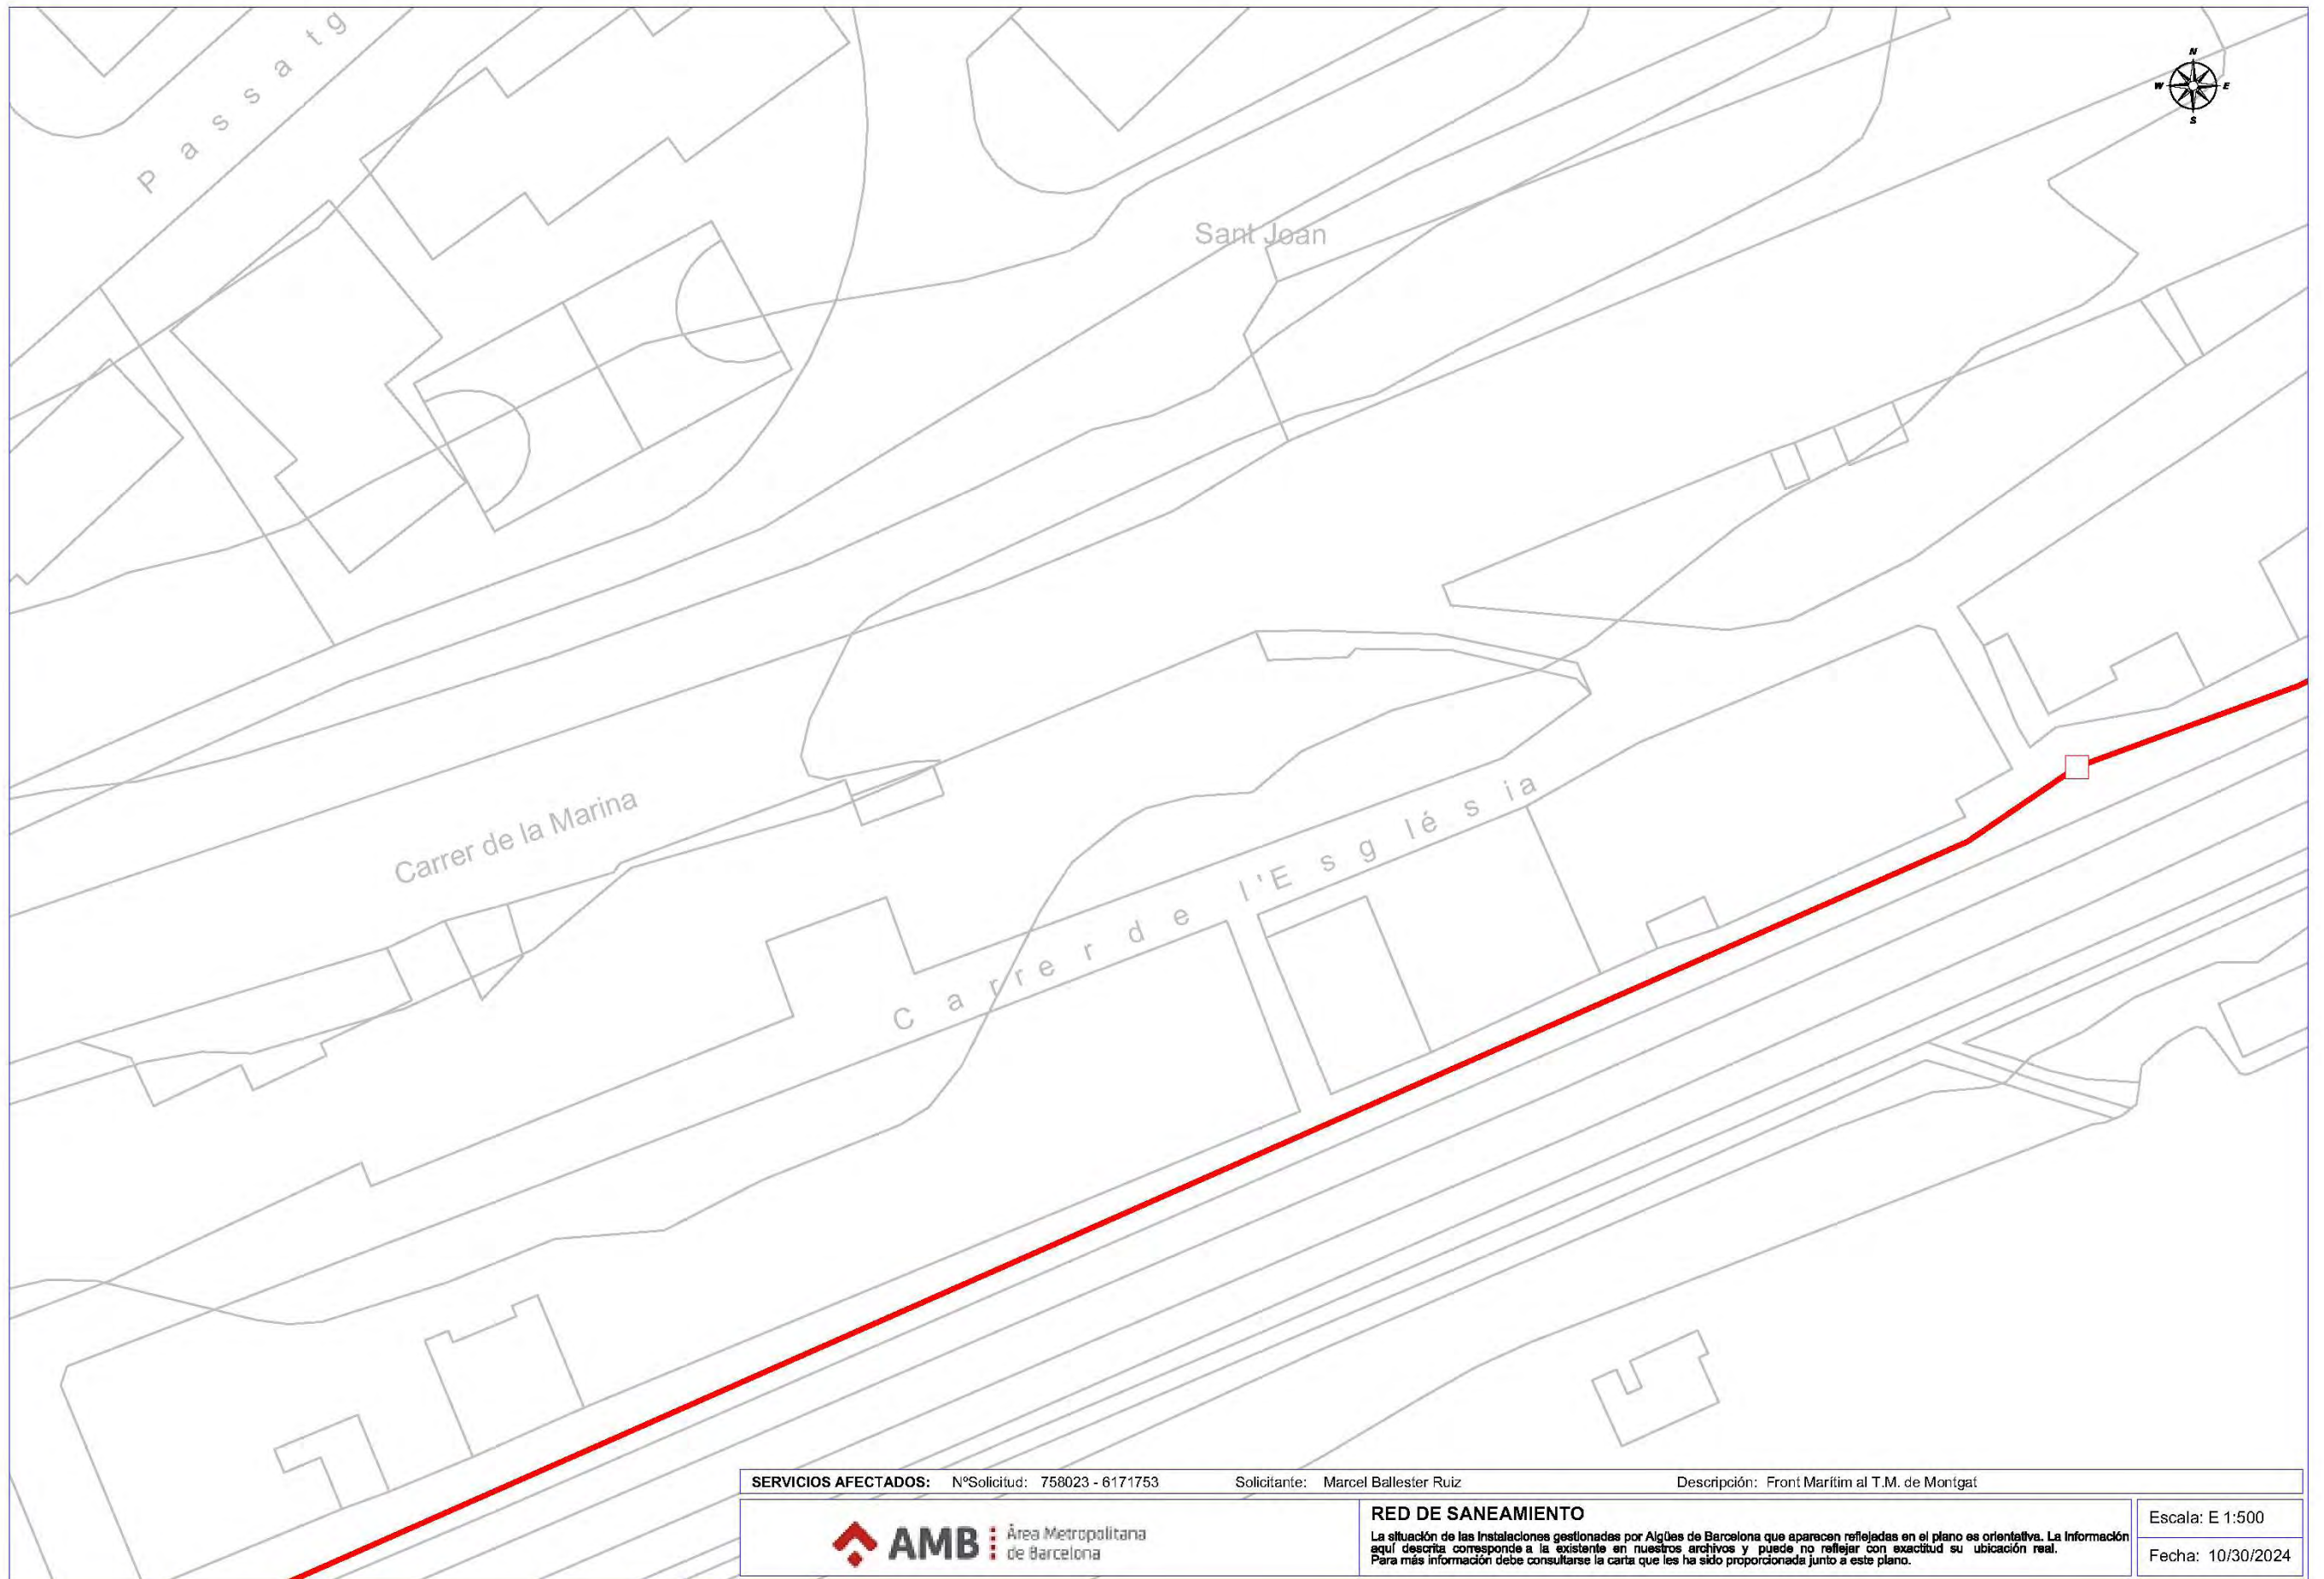 Passatg
N
W E
S
Sant Joan
Carrer de la Marina
Carrer de l'Església
SERVICIOS AFECTADOS: NºSolicitud: 758023 - 6171753 Solicitante: Marcel Ballester Ruiz Descripción: Front Marítim al T.M. de Montgat
AMB Àrea Metropolitana
de Barcelona
RED DE SANEAMIENTO
La situación de las instalaciones gestionadas por Aigües de Barcelona que aparecen reflejadas en el plano es orientativa. La información
aquí descrita corresponde a la existente en nuestros archivos y puede no reflejar con exactitud su ubicación real.
Para más información debe consultarse la carta que les ha sido proporcionada junto a este plano.
Escala: E 1:500
Fecha: 10/30/2024